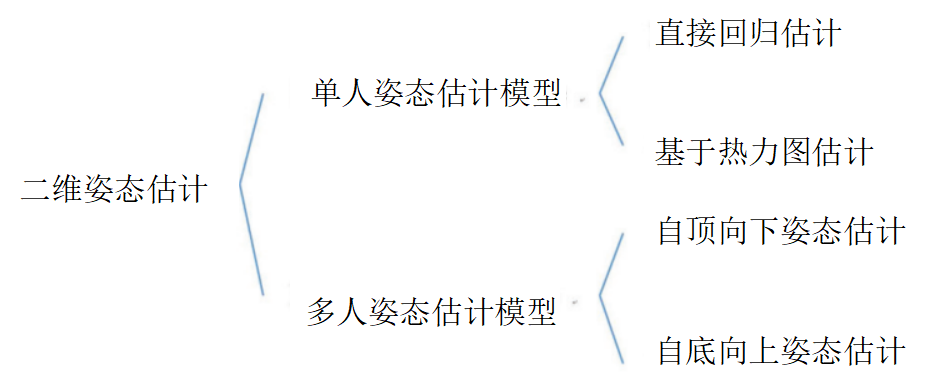 二维姿态估计
单人姿态估计模型
直接回归估计
基于热力图估计
多人姿态估计模型
自顶向下姿态估计
自底向上姿态估计